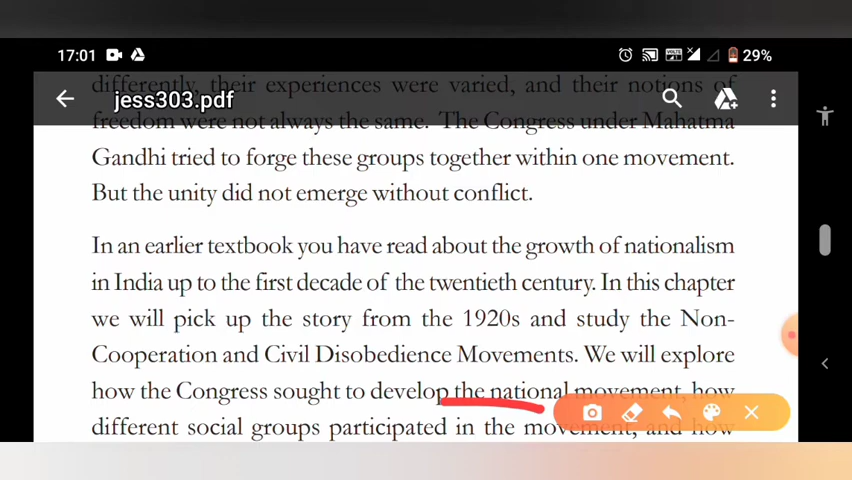 17:01
29%
jess303.pdf
differently, their experiences were varied, and their notions of
freedom were not always the same. The Congress under Mahatma
Gandhi tried to forge these groups together within one movement.
But the unity did not emerge without conflict.
In an earlier textbook you have read about the growth of nationalism
in India up to the first decade of the twentieth century. In this chapter
we will pick up the story from the 1920s and study the Non-
Cooperation and Civil Disobedience Movements. We will explore
how the Congress sought to develop the national movement, how
different social groups participated in the movement, and how